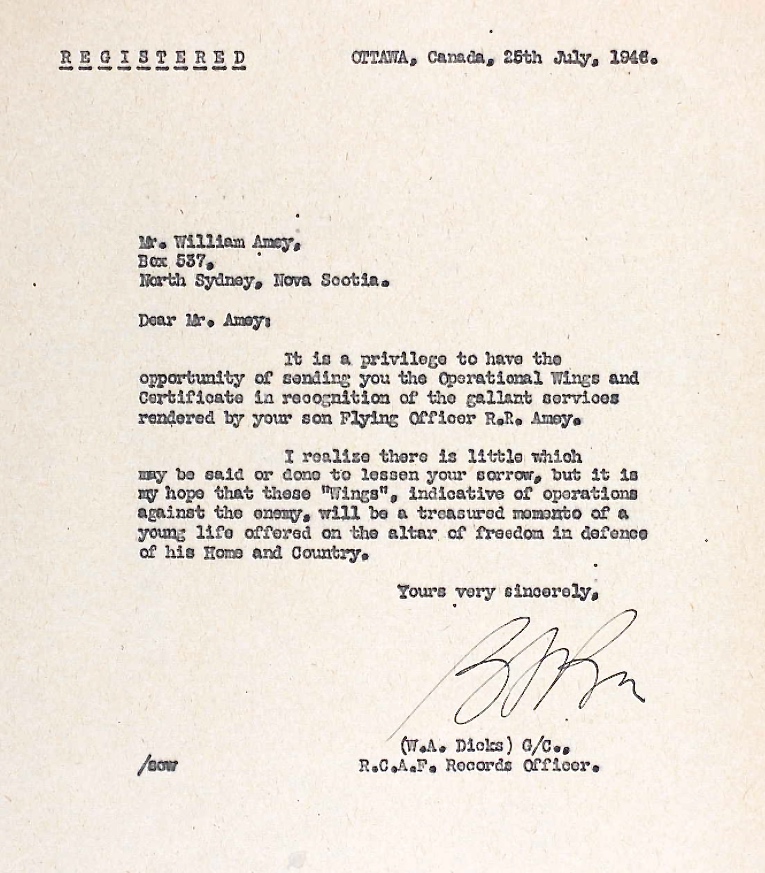 REGISTERED OTTAWA, Canada, 25th July, 1946.
Mr. William Amey,
Box 537,
North Sydney, Nova Scotia.
Dear Mr. Amey:
It is a privilege to have the
opportunity of sending you the Operational Wings and
Certificate in recognition of the gallant services
rendered by your son Flying Officer R.R. Amey.
I realize there is little which
may be said or done to lessen your sorrow, but it is
my hope that these "Wings", indicative of operations
against the enemy, will be a treasured memento of a
young life offered on the altar of freedom in defence
of his Home and Country.
Yours very sincerely,
(W.A. Dicks) G/C.,
/sow R.C.A.F. Records Officer.